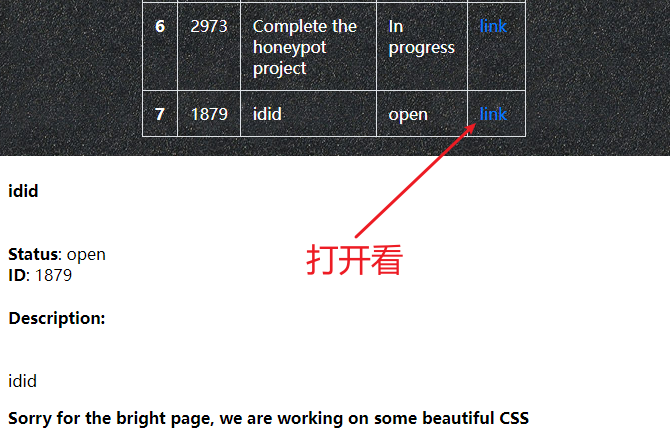 6 2973 Complete the In link
honeypot progress
project
7 1879 idid open link
idid
Status: open
打开看
ID: 1879
Description:
idid
Sorry for the bright page, we are working on some beautiful CSS